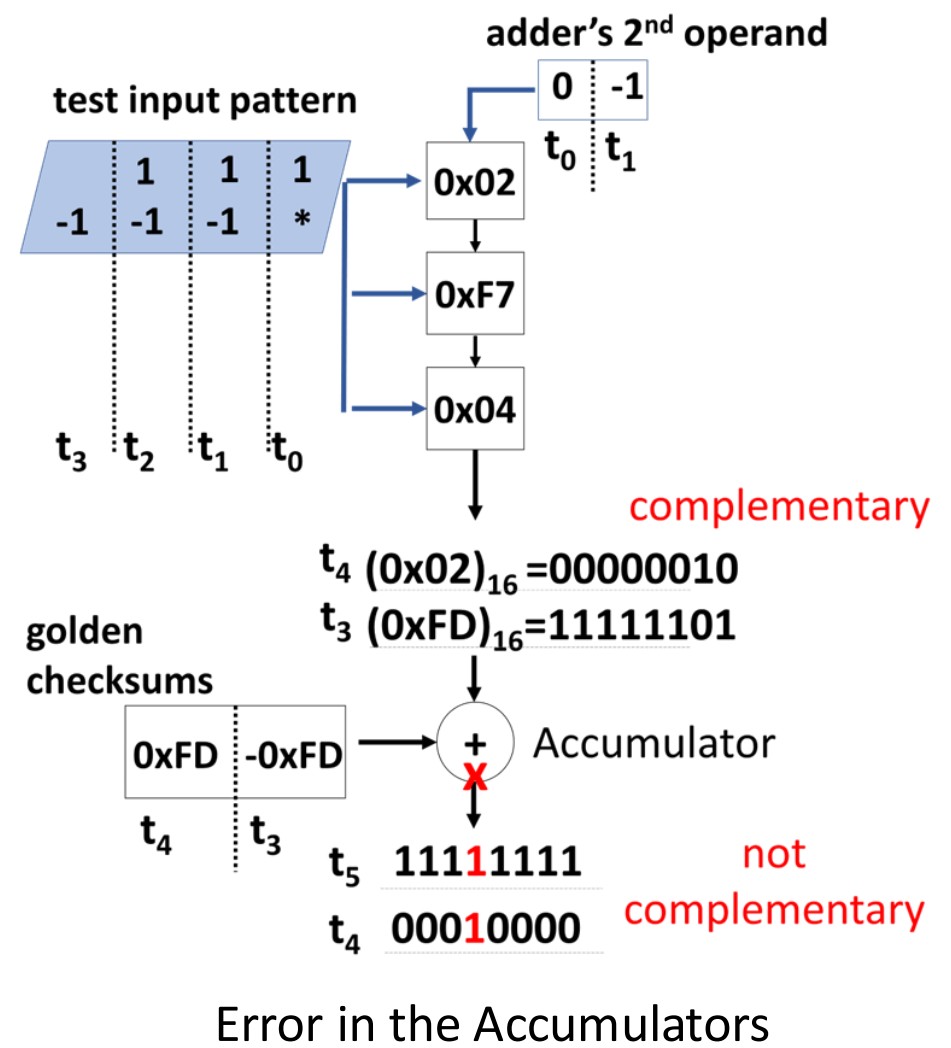 adder’s 2nd operand
0 -1
t0 t1
test input pattern
1 1 1
-1 -1 -1 *
t3 t2 t1 t0
0x02
0xF7
0x04
complementary
t4 (0x02)16 =00000010
t3 (0xFD)16=11111101
golden
checksums
0xFD -0xFD
t4 t3
+
X
Accumulator
t5 11111111
t4 00010000
not
complementary
Error in the Accumulators